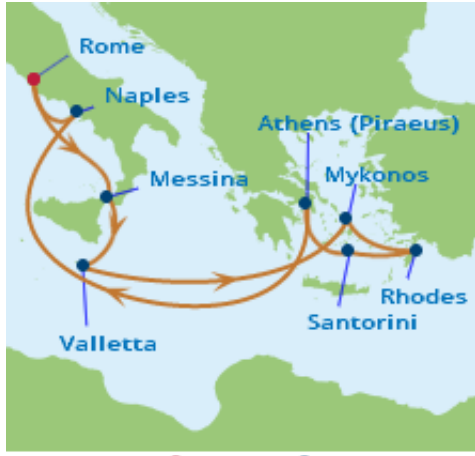 Rome
Naples
Athens (Piraeus)
Messina
Mykonos
Rhodes
Santorini
Valletta